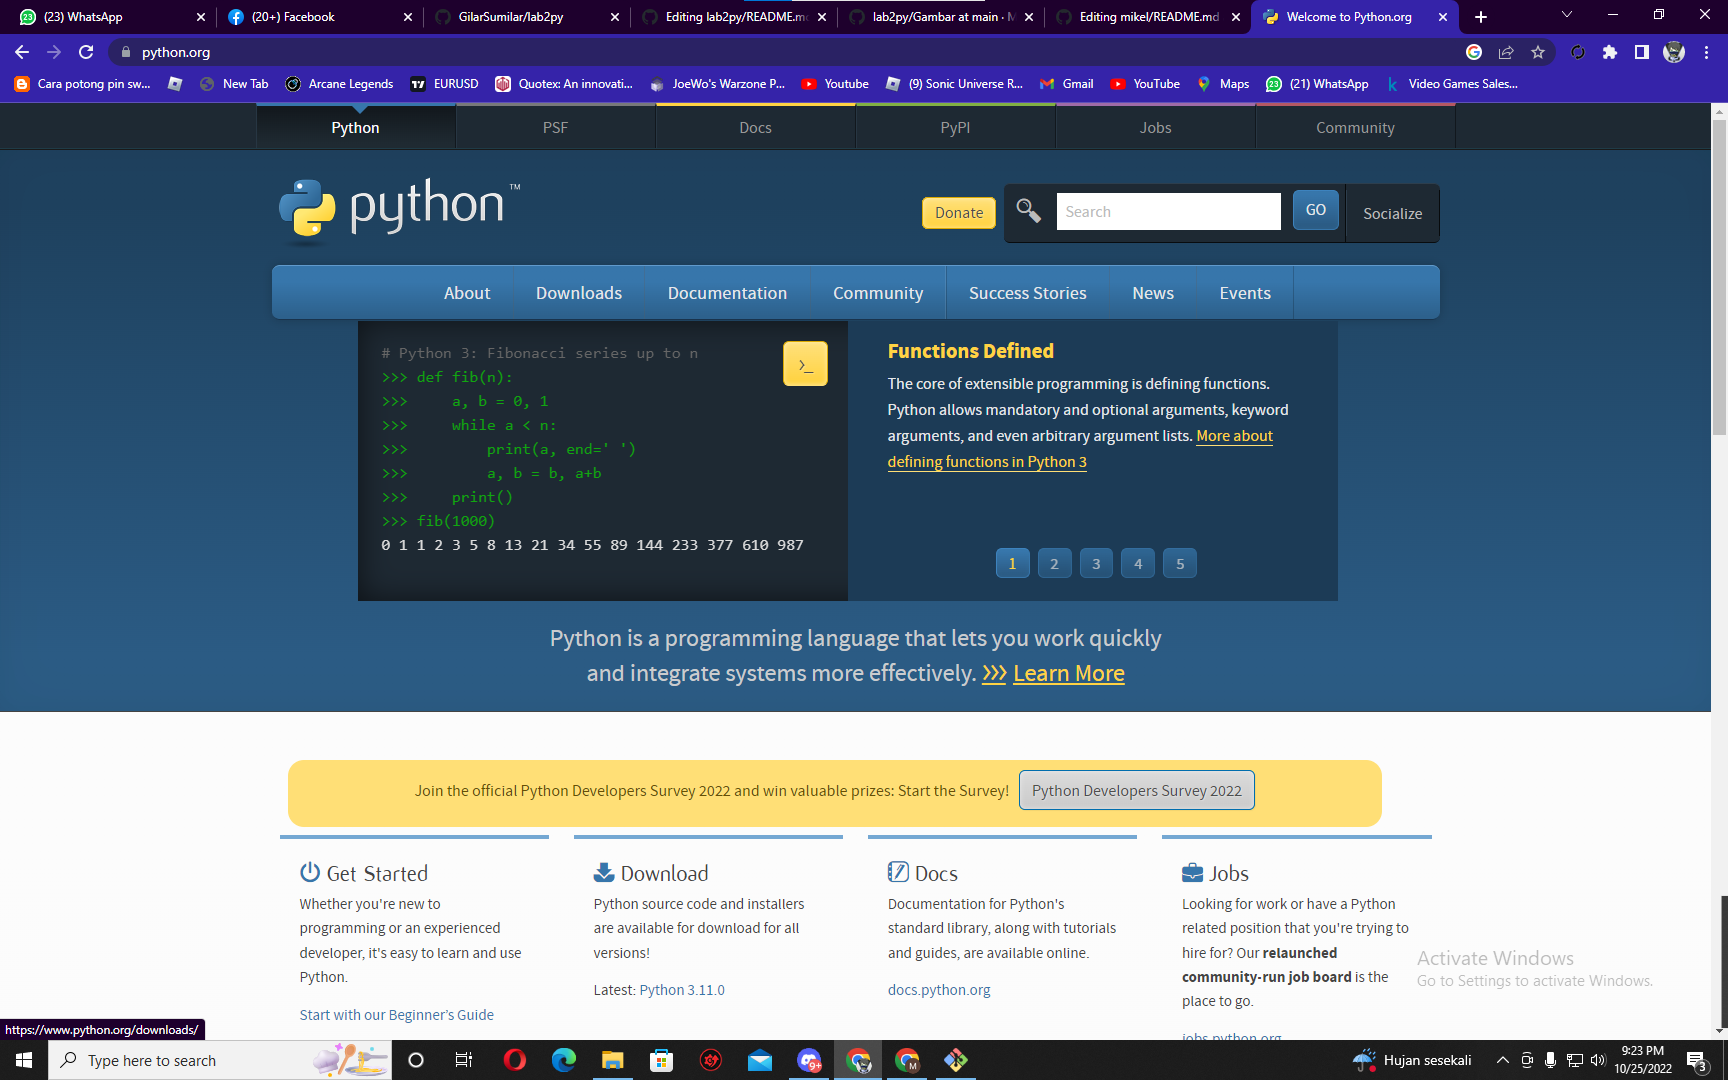 (23) WhatsApp
(20+) Facebook
GilarSumilar/lab2py
Editing lab2py/README.m
lab2py/Gambar at main ·
Editing mikel/README.md
Welcome to Python.org
python.org
Cara potong pin sw...
New Tab
Arcane Legends
EURUSD
Quotex: An innovati...
JoeWo's Warzone P...
Youtube
(9) Sonic Universe R...
Gmail
YouTube
Maps
(21) WhatsApp
Video Games Sales...
Python
PSF
Docs
PyPI
Jobs
Community
python™
Donate
Search
GO
Socialize
About
Downloads
Documentation
Community
Success Stories
News
Events
# Python 3: Fibonacci series up to n
>>> def fib(n):
>>>     a, b = 0, 1
>>>     while a < n:
>>>         print(a, end=' ')
>>>         a, b = b, a+b
>>>     print()
>>> fib(1000)
0 1 1 2 3 5 8 13 21 34 55 89 144 233 377 610 987
>_
Functions Defined
The core of extensible programming is defining functions.
Python allows mandatory and optional arguments, keyword
arguments, and even arbitrary argument lists. More about
defining functions in Python 3
1
2
3
4
5
Python is a programming language that lets you work quickly
and integrate systems more effectively. >>> Learn More
Join the official Python Developers Survey 2022 and win valuable prizes: Start the Survey!
Python Developers Survey 2022
Get Started
Whether you're new to
programming or an experienced
developer, it's easy to learn and use
Python.
Start with our Beginner's Guide
Download
Python source code and installers
are available for download for all
versions!
Latest: Python 3.11.0
Docs
Documentation for Python's
standard library, along with tutorials
and guides, are available online.
docs.python.org
Jobs
Looking for work or have a Python
related position that you're trying to
hire for? Our relaunched
community-run job board is the
place to go.
jobs.python.org
Activate Windows
Go to Settings to activate Windows.
https://www.python.org/downloads/
Type here to search
9+
M
Hujan sesekali
9:23 PM
10/25/2022
3